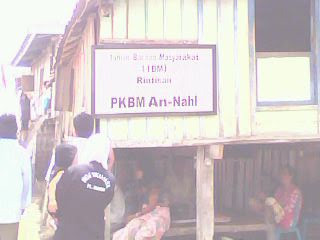 Taman Bacaan Masyarakat
(TBM)
Rintisan
PKBM An-Nahl